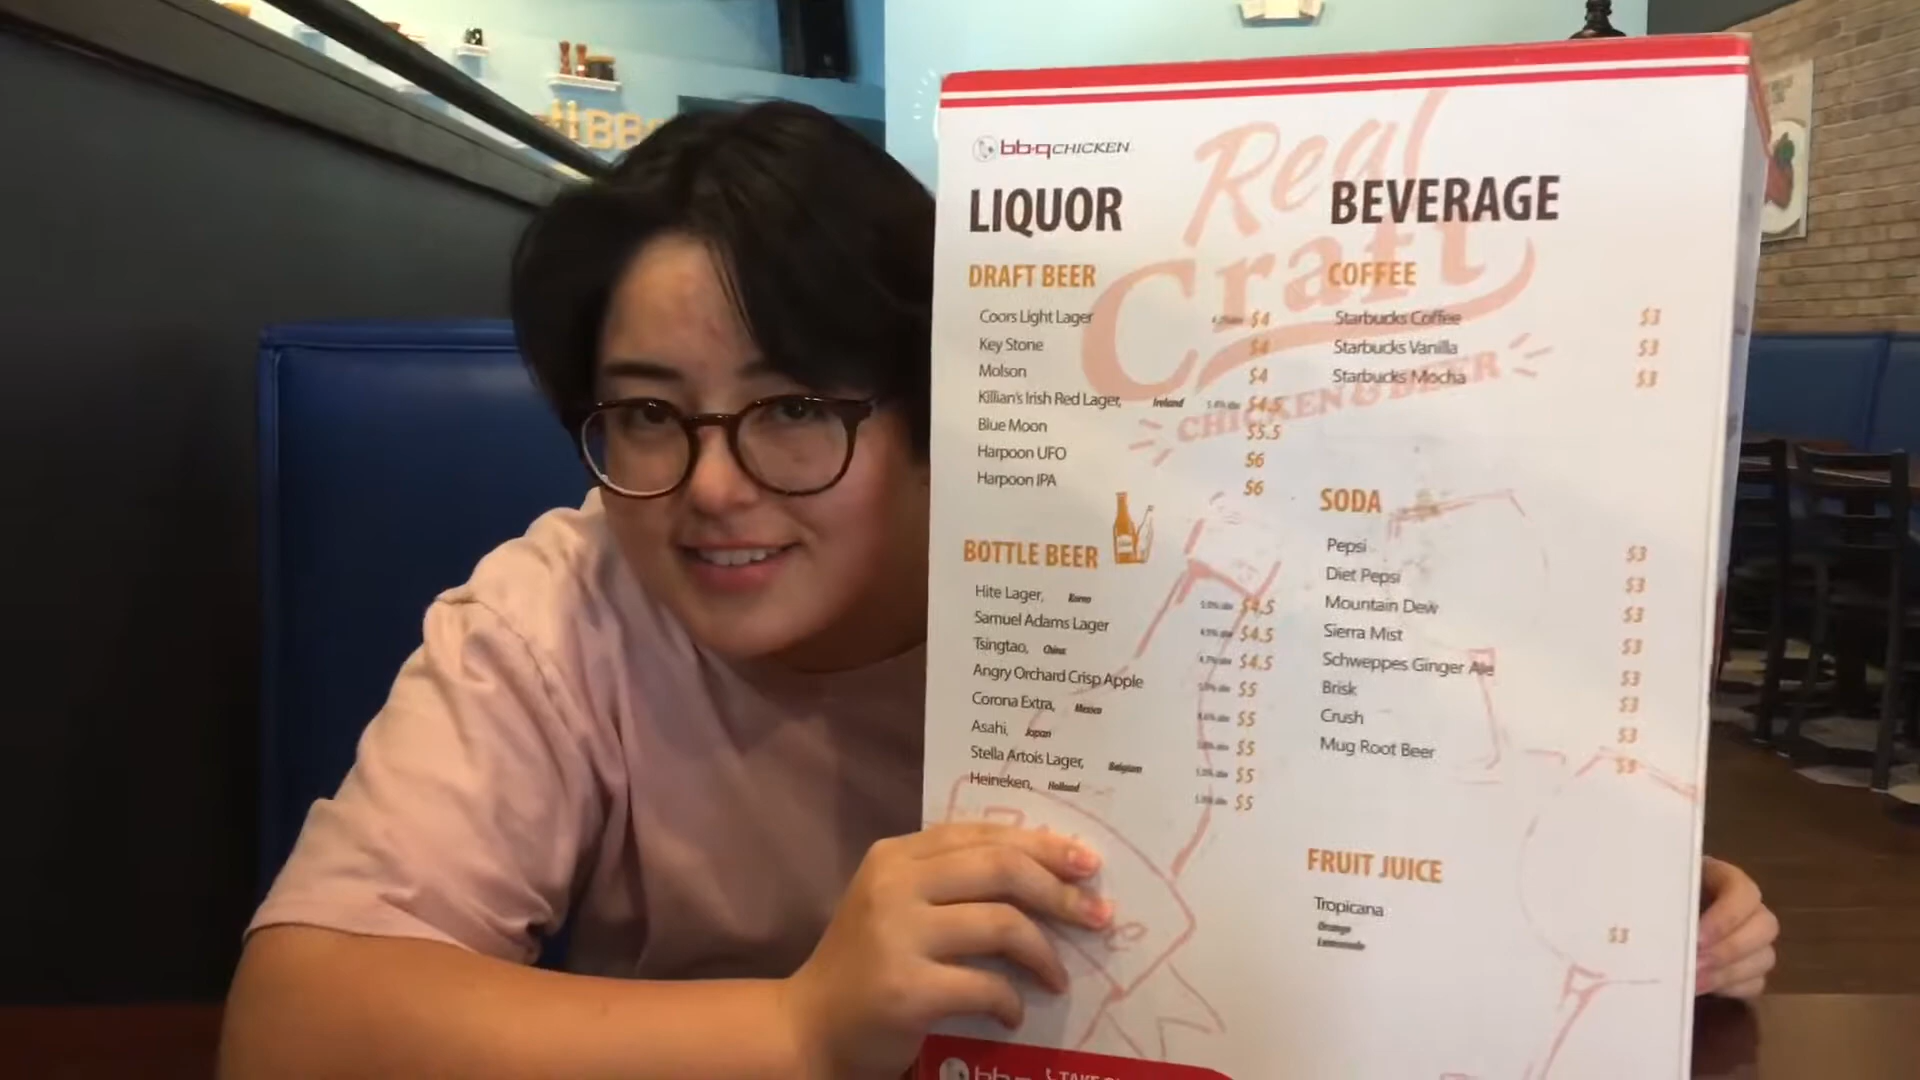 bb.q CHICKEN
Real
Craft
CHICKEN & BEER
LIQUOR
DRAFT BEER
Coors Light Lager $4
Key Stone $4
Molson $4
Killian's Irish Red Lager, Ireland $4.5
Blue Moon $5.5
Harpoon UFO $6
Harpoon IPA $6
BOTTLE BEER
Hite Lager, Korea $4.5
Samuel Adams Lager $4.5
Tsingtao, China $4.5
Angry Orchard Crisp Apple $5
Corona Extra, Mexico $5
Asahi, Japan $5
Stella Artois Lager, Belgium $5
Heineken, Holland $5
BEVERAGE
COFFEE
Starbucks Coffee $3
Starbucks Vanilla $3
Starbucks Mocha $3
SODA
Pepsi $3
Diet Pepsi $3
Mountain Dew $3
Sierra Mist $3
Schweppes Ginger Ale $3
Brisk $3
Crush $3
Mug Root Beer $3
FRUIT JUICE
Tropicana $3
Orange
Lemonade
bb.q